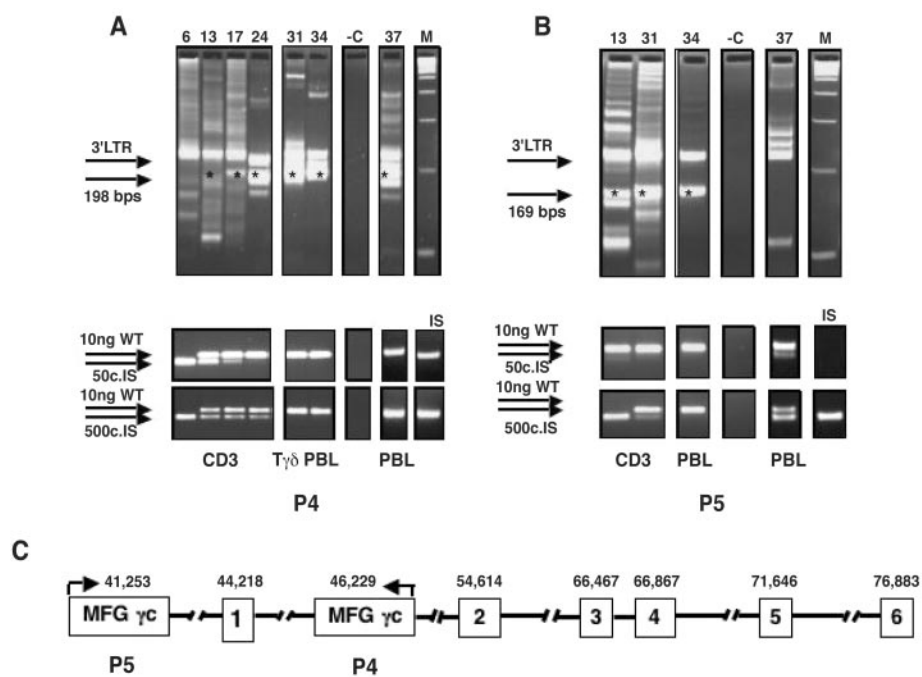 A
B
6 13 17 24 31 34 -C 37 M
13 31 34 -C 37 M
3'LTR
198 bps
* * * * * *
3'LTR
169 bps
* * *
IS
IS
10ng WT
50c.IS
10ng WT
500c.IS
10ng WT
50c.IS
10ng WT
500c.IS
CD3 Tγδ PBL PBL
CD3 PBL PBL
P4
P5
C
41,253 44,218 46,229 54,614 66,467 66,867 71,646 76,883
MFG γc 1 MFG γc 2 3 4 5 6
P5 P4